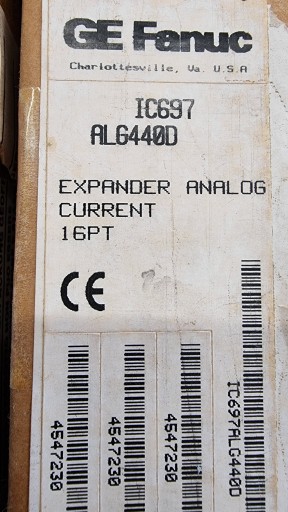 GE Fanuc
Charlottesville, Va. U.S.A
IC697
ALG440D
EXPANDER ANALOG
CURRENT
16PT
CE
4547230
4547230
4547230
IC697ALG440D